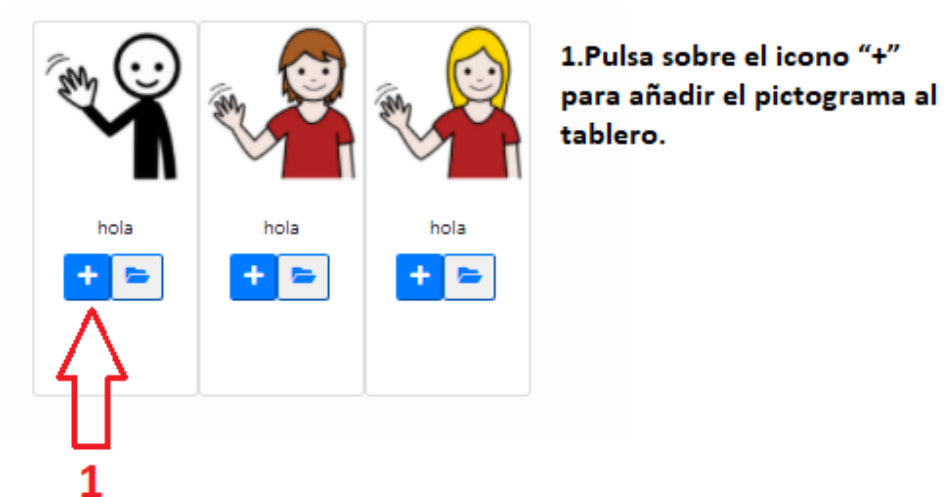 1.Pulsa sobre el icono “+”
para añadir el pictograma al
tablero.
hola
hola
hola
1